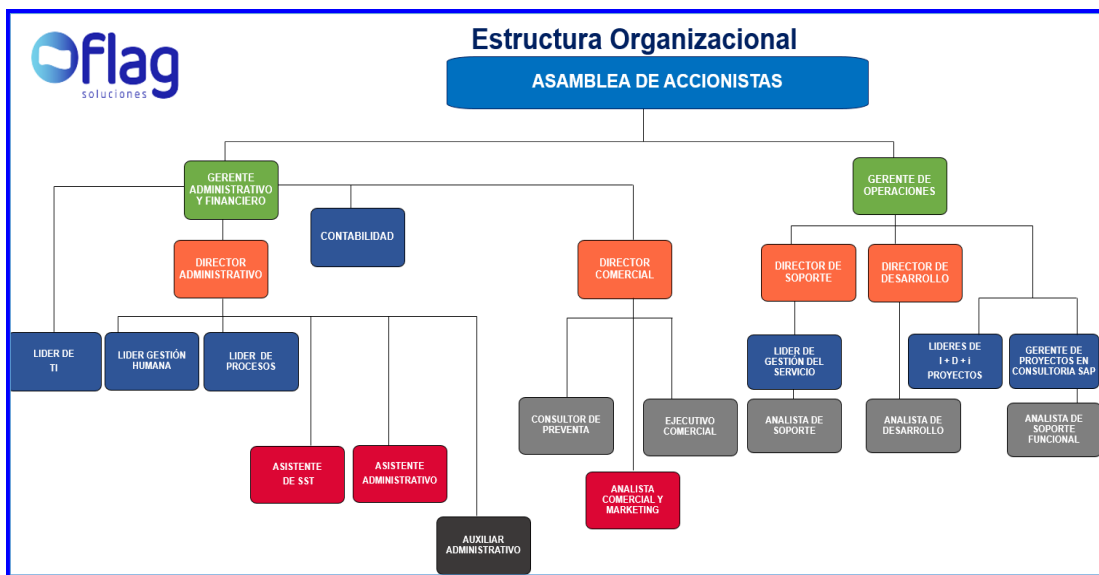 flag
soluciones
Estructura Organizacional
ASAMBLEA DE ACCIONISTAS
GERENTE
ADMINISTRATIVO
Y FINANCIERO
GERENTE DE
OPERACIONES
CONTABILIDAD
DIRECTOR
ADMINISTRATIVO
DIRECTOR
COMERCIAL
DIRECTOR DE
SOPORTE
DIRECTOR DE
DESARROLLO
LIDER DE
TI
LIDER GESTIÓN
HUMANA
LIDER DE
PROCESOS
LIDER DE
GESTIÓN DEL
SERVICIO
LIDERES DE
I + D + i
PROYECTOS
GERENTE DE
PROYECTOS EN
CONSULTORIA SAP
CONSULTOR DE
PREVENTA
EJECUTIVO
COMERCIAL
ANALISTA DE
SOPORTE
ANALISTA DE
DESARROLLO
ANALISTA DE
SOPORTE
FUNCIONAL
ASISTENTE
DE SST
ASISTENTE
ADMINISTRATIVO
ANALISTA
COMERCIAL Y
MARKETING
AUXILIAR
ADMINISTRATIVO